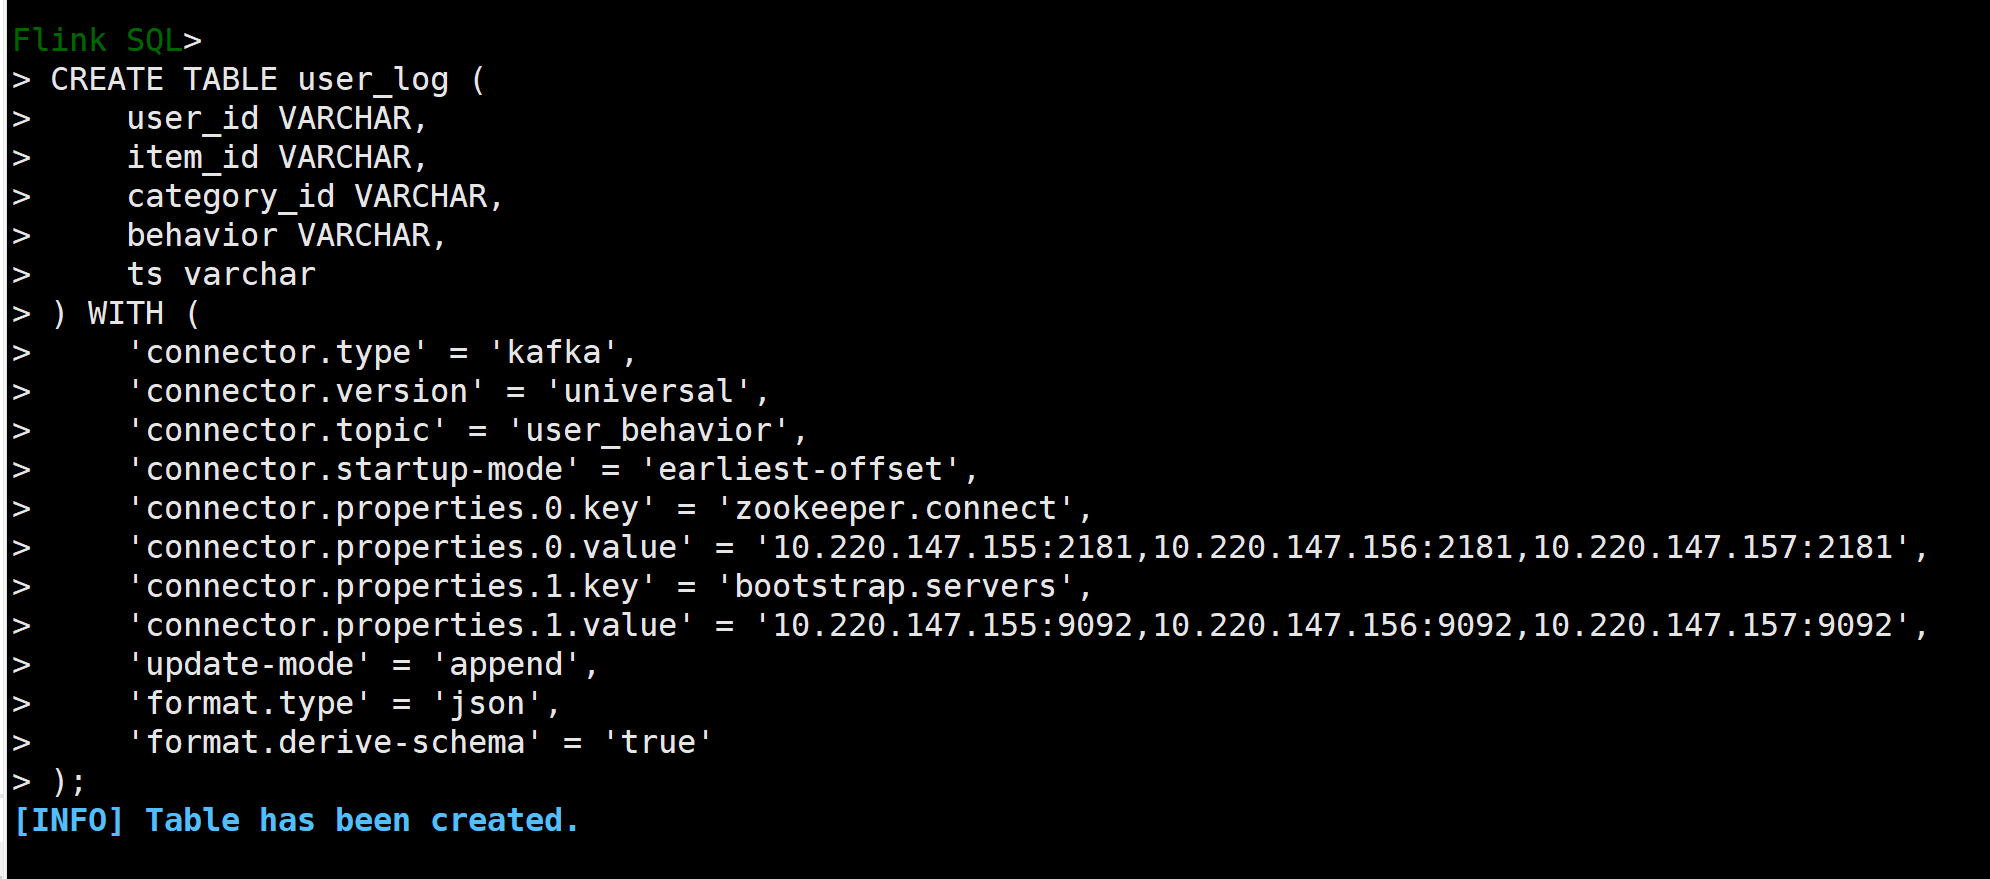 Flink SQL>
> CREATE TABLE user_log (
>     user_id VARCHAR,
>     item_id VARCHAR,
>     category_id VARCHAR,
>     behavior VARCHAR,
>     ts varchar
> ) WITH (
>     'connector.type' = 'kafka',
>     'connector.version' = 'universal',
>     'connector.topic' = 'user_behavior',
>     'connector.startup-mode' = 'earliest-offset',
>     'connector.properties.0.key' = 'zookeeper.connect',
>     'connector.properties.0.value' = '10.220.147.155:2181,10.220.147.156:2181,10.220.147.157:2181',
>     'connector.properties.1.key' = 'bootstrap.servers',
>     'connector.properties.1.value' = '10.220.147.155:9092,10.220.147.156:9092,10.220.147.157:9092',
>     'update-mode' = 'append',
>     'format.type' = 'json',
>     'format.derive-schema' = 'true'
> );
[INFO] Table has been created.